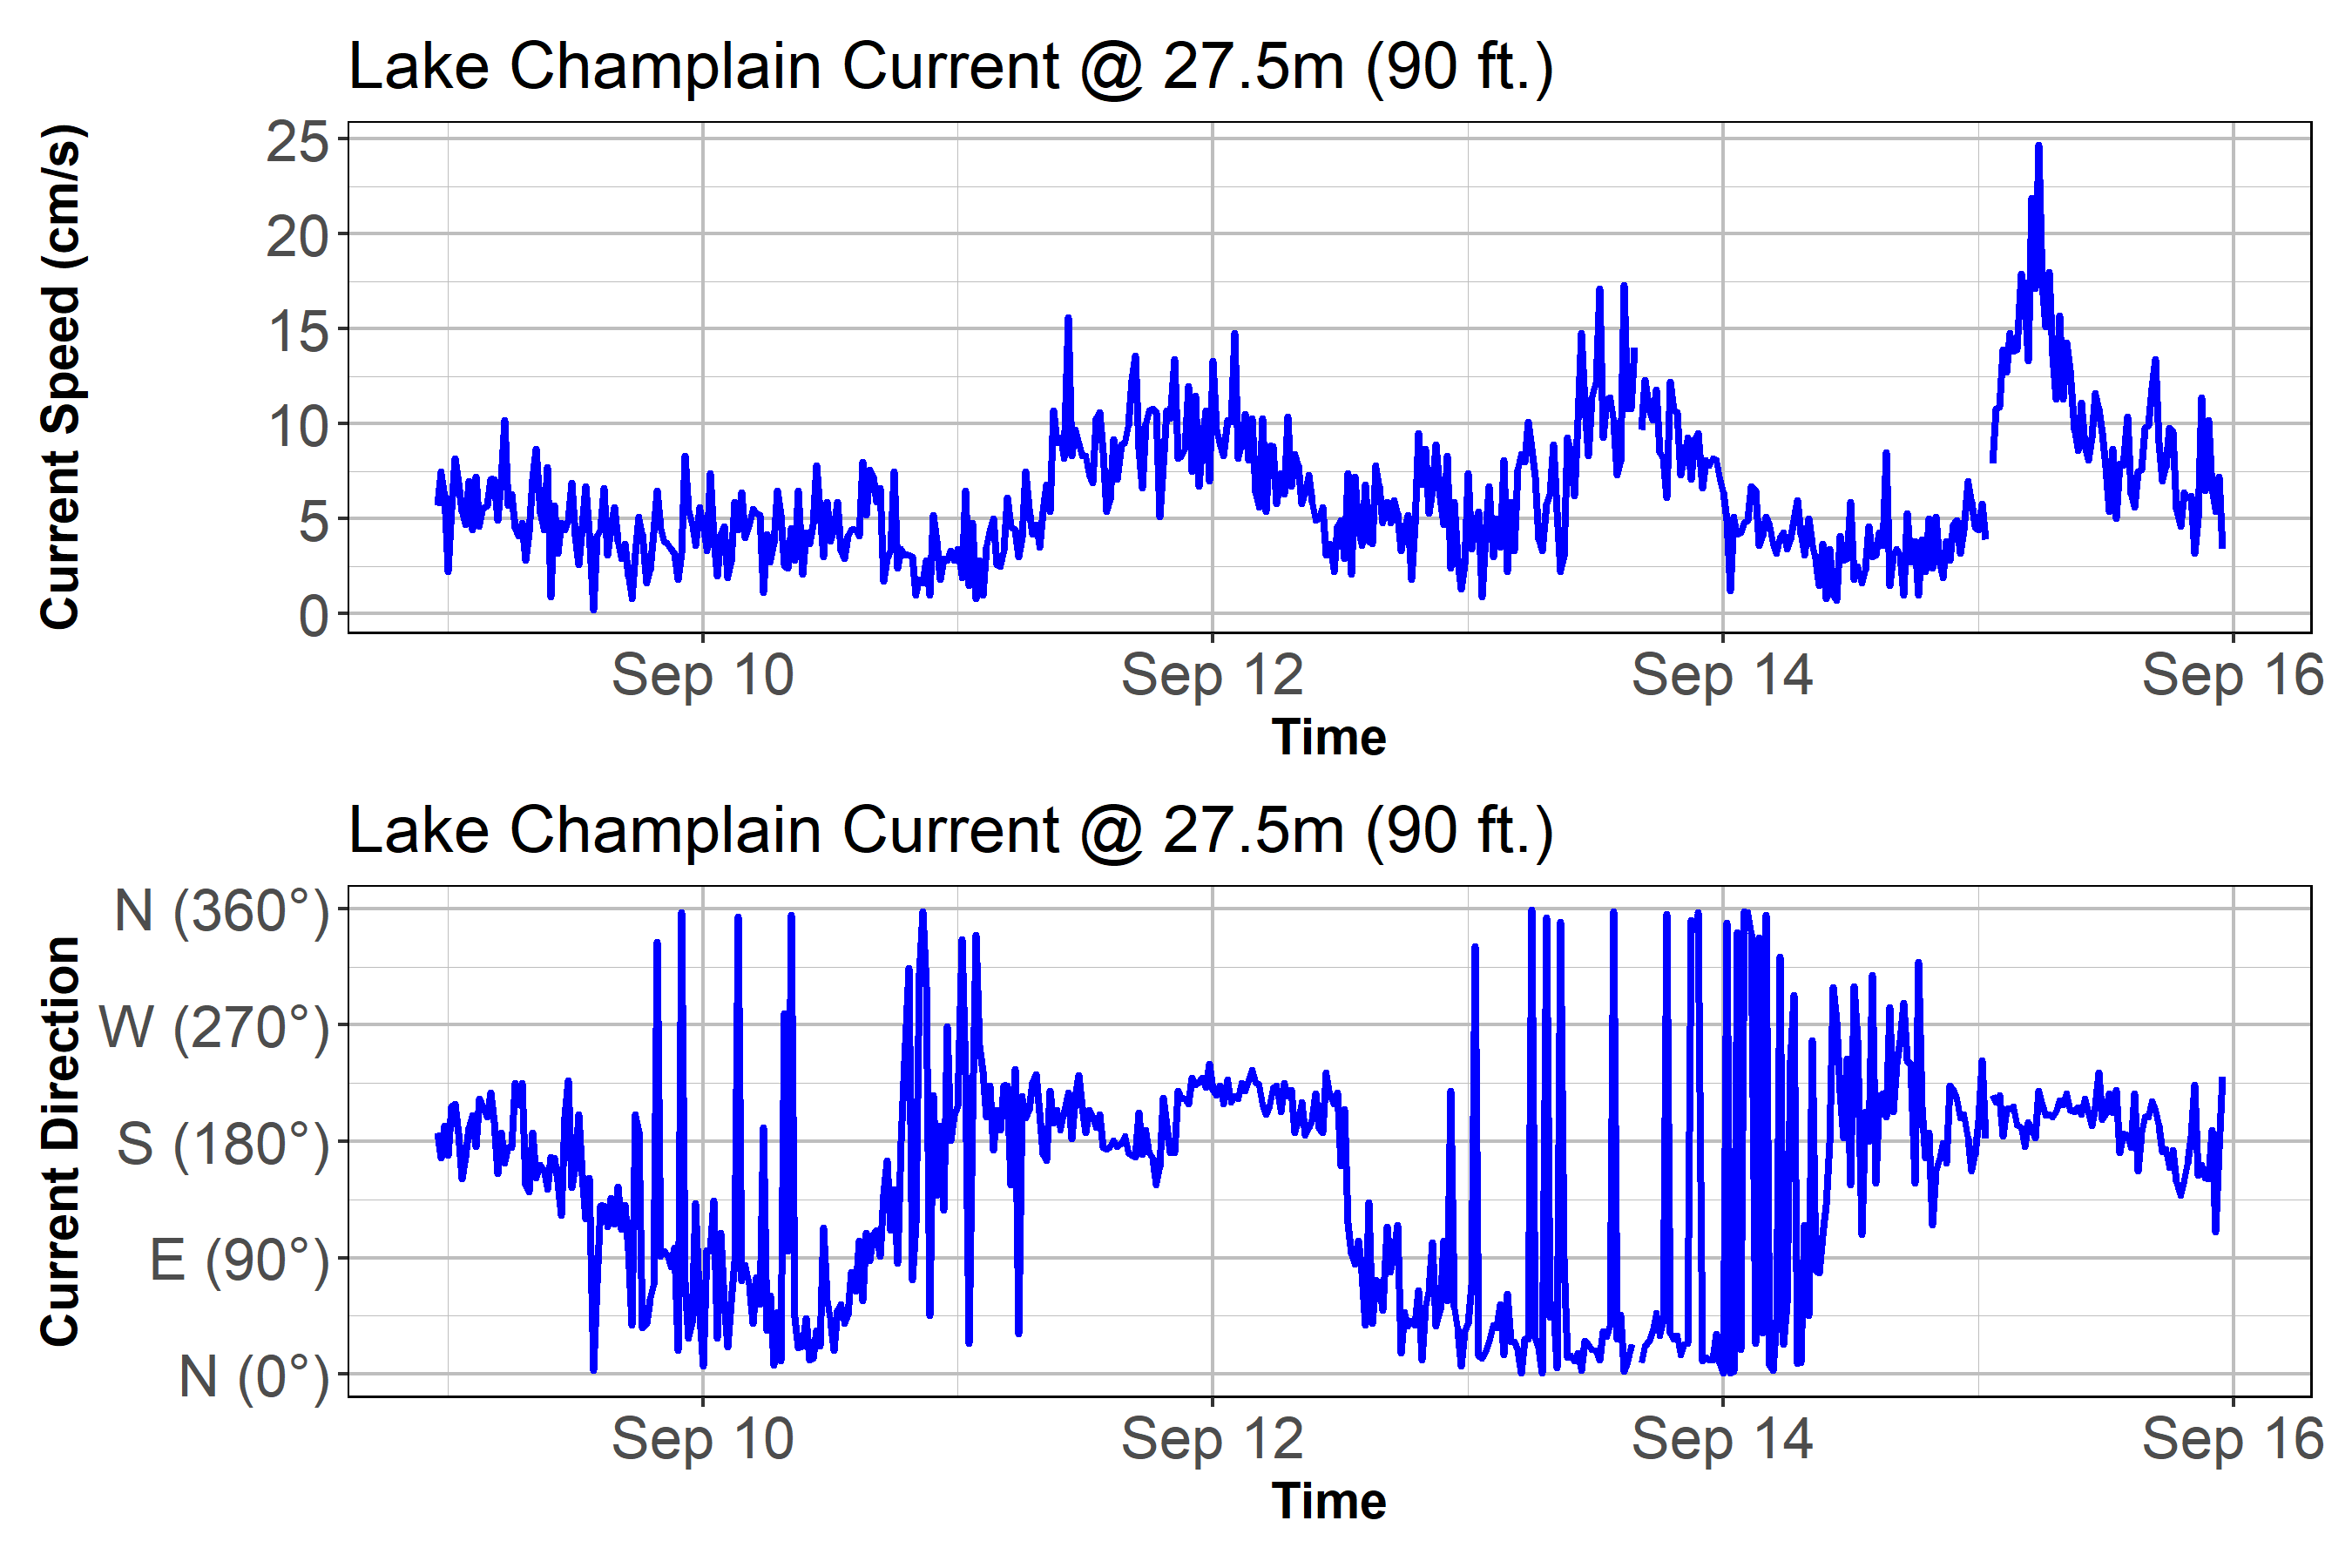 Lake Champlain Current @ 27.5m (90 ft.)
Current Speed (cm/s)
25
20
15
10
5
0
Sep 10 Sep 12 Sep 14 Sep 16
Time
Lake Champlain Current @ 27.5m (90 ft.)
Current Direction
N (360°)
W (270°)
S (180°)
E (90°)
N (0°)
Sep 10 Sep 12 Sep 14 Sep 16
Time